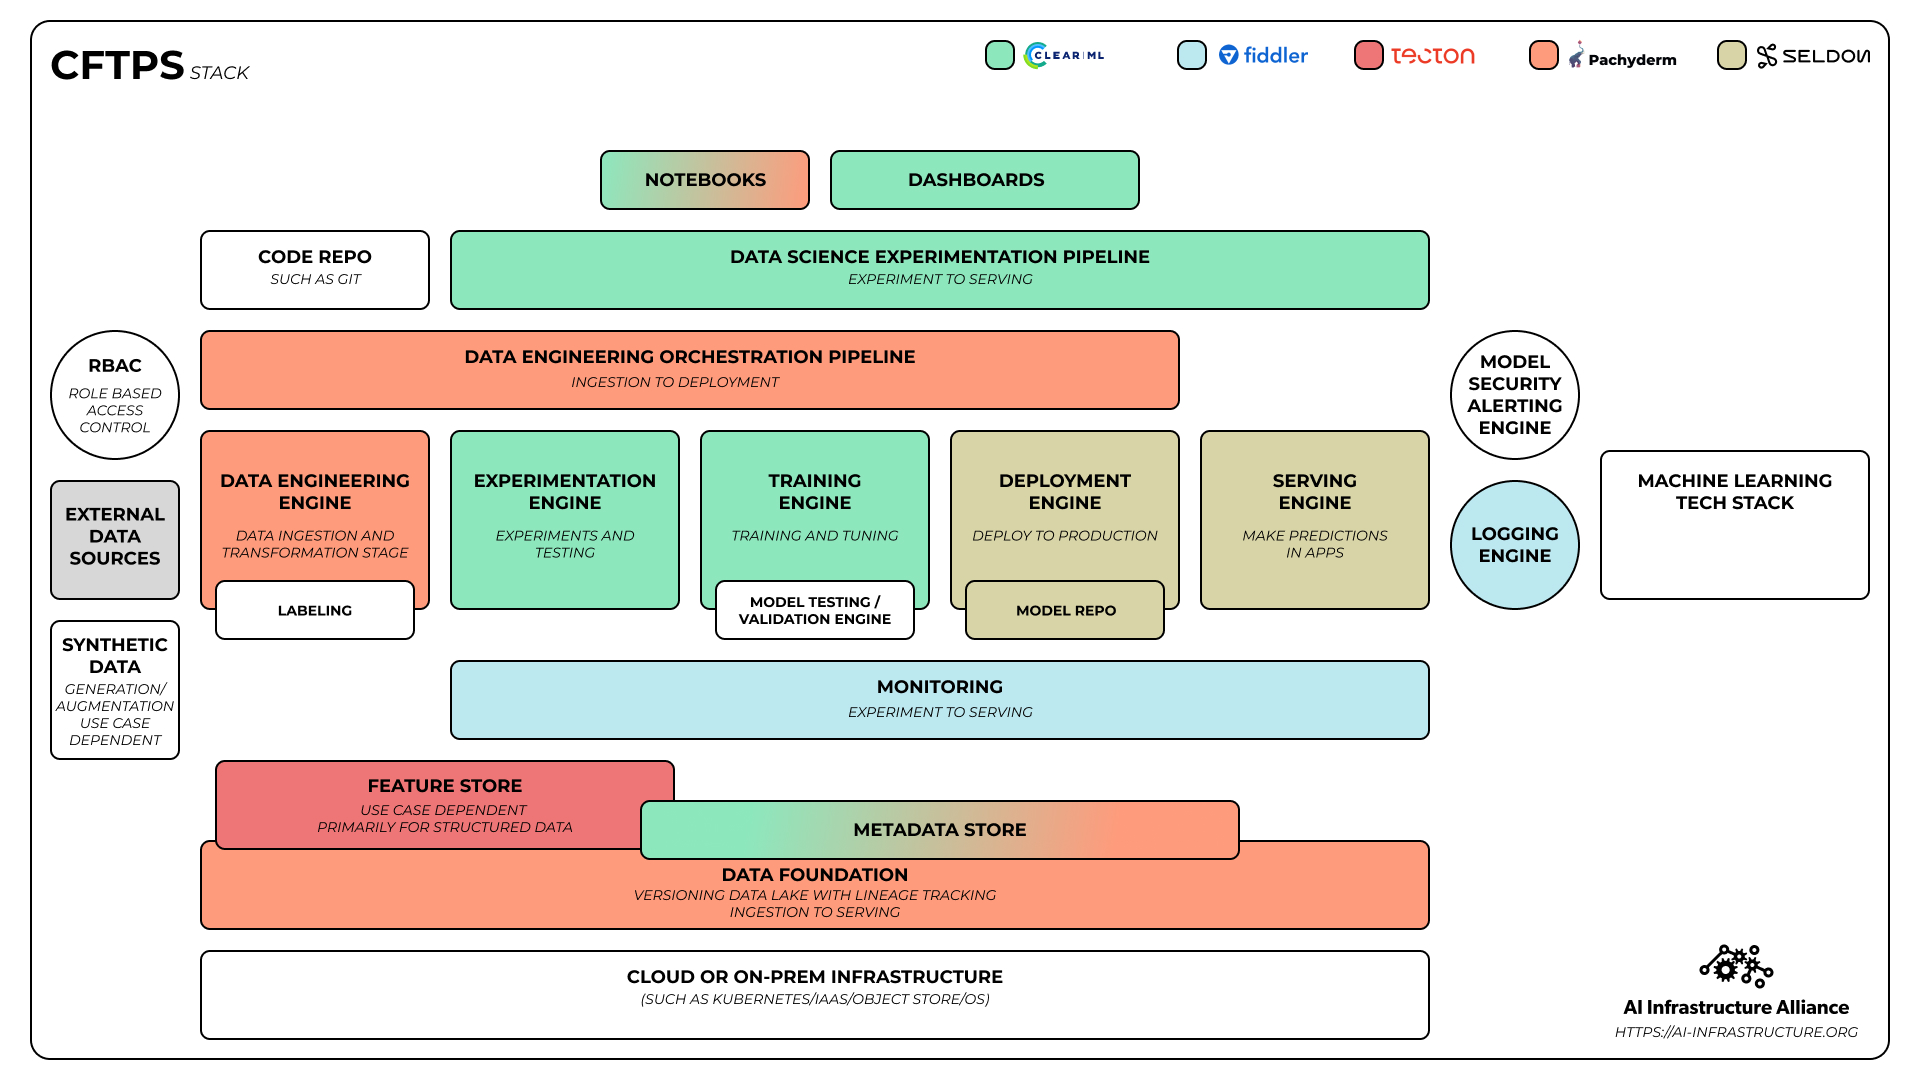 CFTPS STACK
CLEAR|ML
fiddler
TECTON
Pachyderm
SELDON
NOTEBOOKS
DASHBOARDS
CODE REPO
SUCH AS GIT
DATA SCIENCE EXPERIMENTATION PIPELINE
EXPERIMENT TO SERVING
RBAC
ROLE BASED
ACCESS
CONTROL
DATA ENGINEERING ORCHESTRATION PIPELINE
INGESTION TO DEPLOYMENT
MODEL
SECURITY
ALERTING
ENGINE
EXTERNAL
DATA
SOURCES
DATA ENGINEERING
ENGINE
DATA INGESTION AND
TRANSFORMATION STAGE
LABELING
EXPERIMENTATION
ENGINE
EXPERIMENTS AND
TESTING
TRAINING
ENGINE
TRAINING AND TUNING
MODEL TESTING /
VALIDATION ENGINE
DEPLOYMENT
ENGINE
DEPLOY TO PRODUCTION
MODEL REPO
SERVING
ENGINE
MAKE PREDICTIONS
IN APPS
LOGGING
ENGINE
MACHINE LEARNING
TECH STACK
SYNTHETIC
DATA
GENERATION/
AUGMENTATION
USE CASE
DEPENDENT
MONITORING
EXPERIMENT TO SERVING
FEATURE STORE
USE CASE DEPENDENT
PRIMARILY FOR STRUCTURED DATA
METADATA STORE
DATA FOUNDATION
VERSIONING DATA LAKE WITH LINEAGE TRACKING
INGESTION TO SERVING
CLOUD OR ON-PREM INFRASTRUCTURE
(SUCH AS KUBERNETES/IAAS/OBJECT STORE/OS)
AI Infrastructure Alliance
HTTPS://AI-INFRASTRUCTURE.ORG